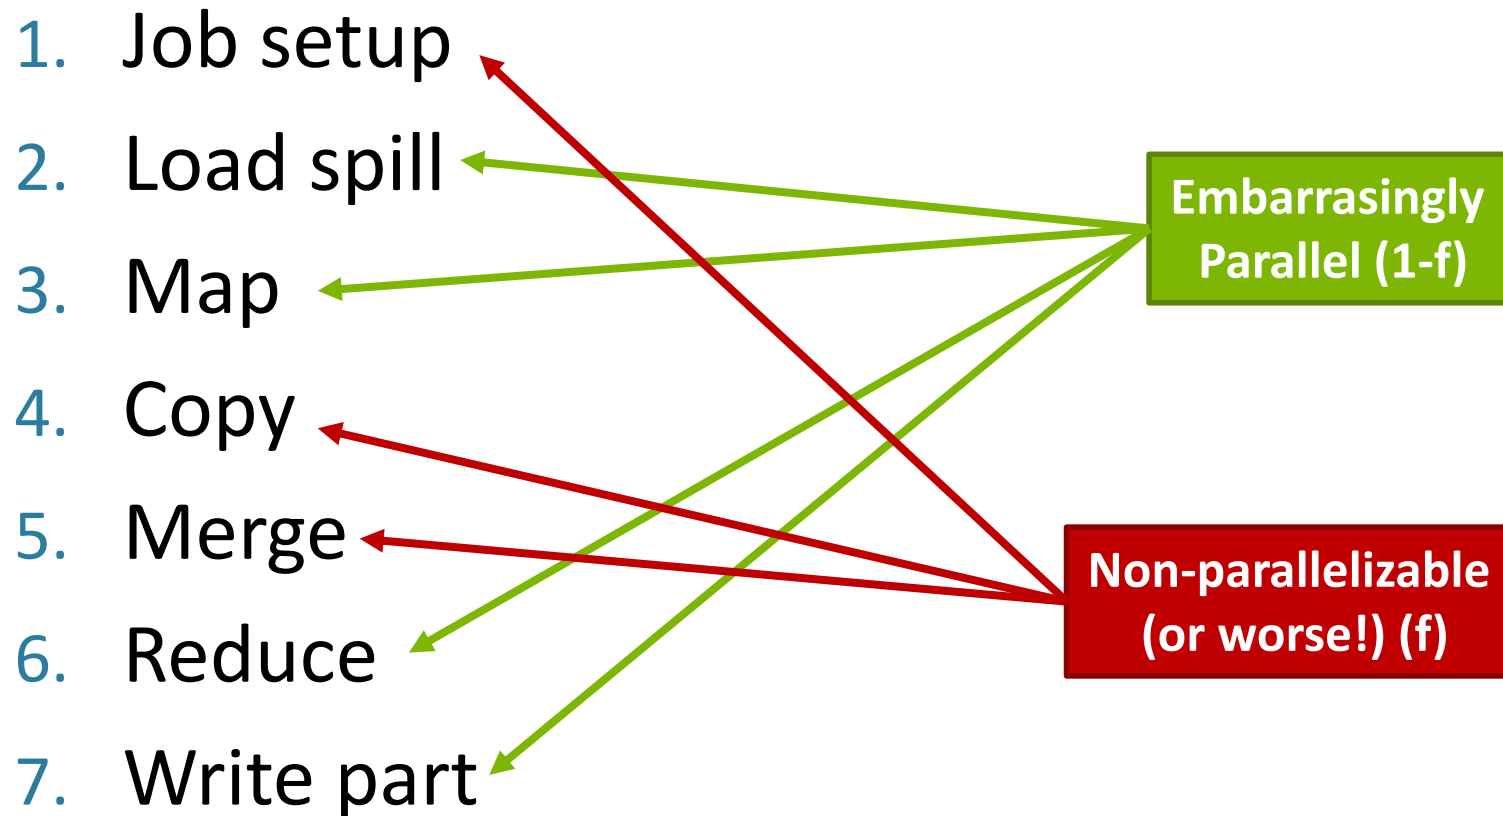 1. Job setup
2. Load spill
3. Map
4. Copy
5. Merge
6. Reduce
7. Write part
Embarrasingly
Parallel (1-f)
Non-parallelizable
(or worse!) (f)